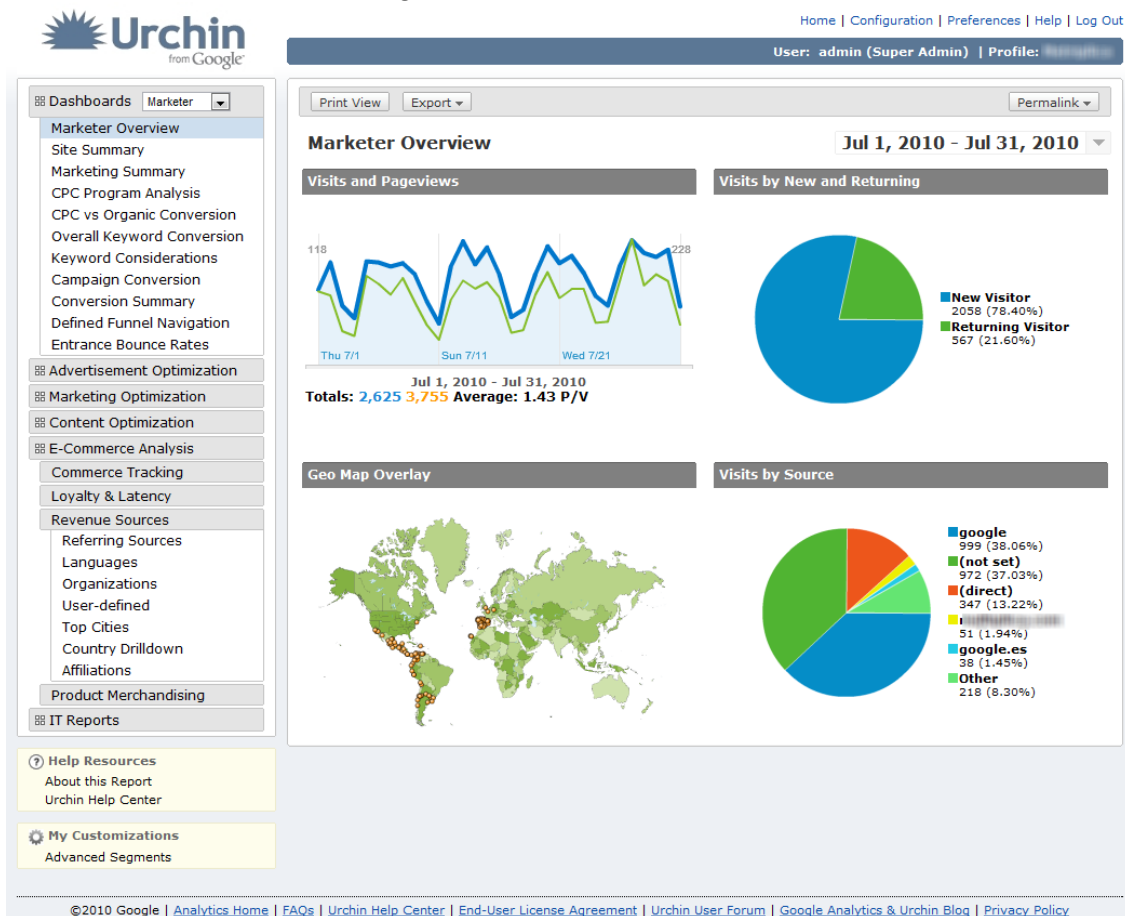 Urchin
from Google
Home | Configuration | Preferences | Help | Log Out
User: admin (Super Admin) | Profile:
Dashboards Marketer
Marketer Overview
Site Summary
Marketing Summary
CPC Program Analysis
CPC vs Organic Conversion
Overall Keyword Conversion
Keyword Considerations
Campaign Conversion
Conversion Summary
Defined Funnel Navigation
Entrance Bounce Rates
Advertisement Optimization
Marketing Optimization
Content Optimization
E-Commerce Analysis
Commerce Tracking
Loyalty & Latency
Revenue Sources
Referring Sources
Languages
Organizations
User-defined
Top Cities
Country Drilldown
Affiliations
Product Merchandising
IT Reports
Help Resources
About this Report
Urchin Help Center
My Customizations
Advanced Segments
Print View Export Permalink
Marketer Overview
Jul 1, 2010 - Jul 31, 2010
Visits and Pageviews
118
228
Thu 7/1 Sun 7/11 Wed 7/21
Jul 1, 2010 - Jul 31, 2010
Totals: 2,625 3,755 Average: 1.43 P/V
Visits by New and Returning
New Visitor
2058 (78.40%)
Returning Visitor
567 (21.60%)
Geo Map Overlay
Visits by Source
google
999 (38.06%)
(not set)
972 (37.03%)
(direct)
347 (13.22%)
51 (1.94%)
google.es
38 (1.45%)
Other
218 (8.30%)
©2010 Google | Analytics Home | FAQs | Urchin Help Center | End-User License Agreement | Urchin User Forum | Google Analytics & Urchin Blog | Privacy Policy